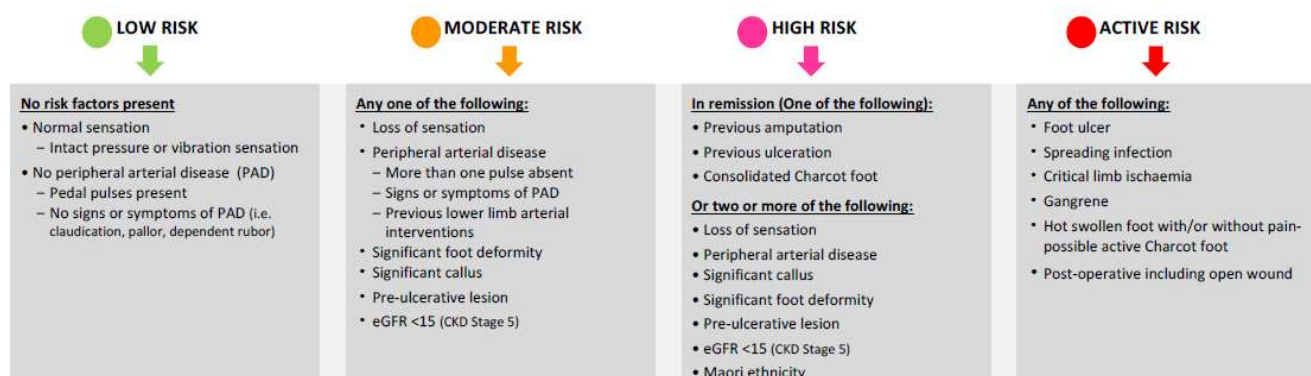 LOW RISK
No risk factors present
• Normal sensation
– Intact pressure or vibration sensation
• No peripheral arterial disease (PAD)
– Pedal pulses present
– No signs or symptoms of PAD (i.e.
claudication, pallor, dependent rubor)
MODERATE RISK
Any one of the following:
• Loss of sensation
• Peripheral arterial disease
– More than one pulse absent
– Signs or symptoms of PAD
– Previous lower limb arterial
interventions
• Significant foot deformity
• Significant callus
• Pre-ulcerative lesion
• eGFR <15 (CKD Stage 5)
HIGH RISK
In remission (One of the following):
• Previous amputation
• Previous ulceration
• Consolidated Charcot foot
Or two or more of the following:
• Loss of sensation
• Peripheral arterial disease
• Significant callus
• Significant foot deformity
• Pre-ulcerative lesion
• eGFR <15 (CKD Stage 5)
• Maori ethnicity
ACTIVE RISK
Any of the following:
• Foot ulcer
• Spreading infection
• Critical limb ischaemia
• Gangrene
• Hot swollen foot with/or without pain-
possible active Charcot foot
• Post-operative including open wound